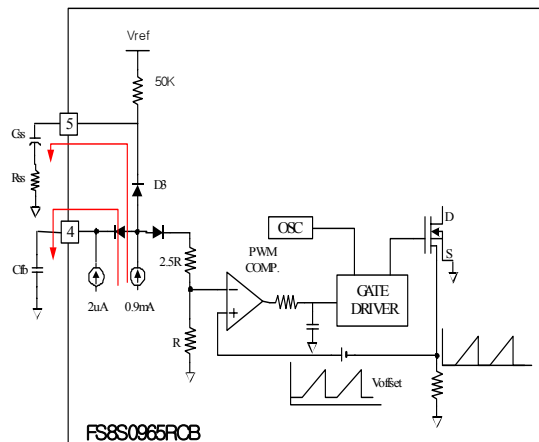 Vref
50K
5
Css
Rss
D3
4
Cfb
2uA
0.9mA
2.5R
R
OSC
PWM
COMP.
GATE
DRIVER
D
S
Voffset
FS8S0965RCB